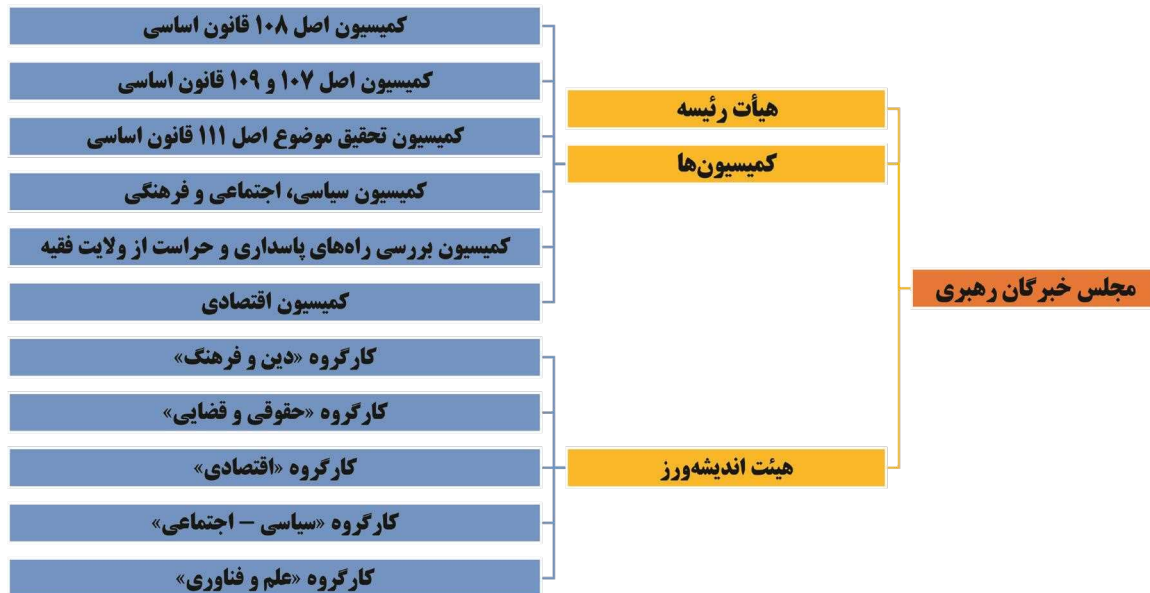 مجلس خبرگان رهبری
هیأت رئیسه
کمیسیون‌ها
کمیسیون اصل ۱۰۸ قانون اساسی
کمیسیون اصل ۱۰۷ و ۱۰۹ قانون اساسی
کمیسیون تحقیق موضوع اصل ۱۱۱ قانون اساسی
کمیسیون سیاسی، اجتماعی و فرهنگی
کمیسیون بررسی راه‌های پاسداری و حراست از ولایت فقیه
کمیسیون اقتصادی
هیئت اندیشه‌ورز
کارگروه «دین و فرهنگ»
کارگروه «حقوقی و قضایی»
کارگروه «اقتصادی»
کارگروه «سیاسی – اجتماعی»
کارگروه «علم و فناوری»